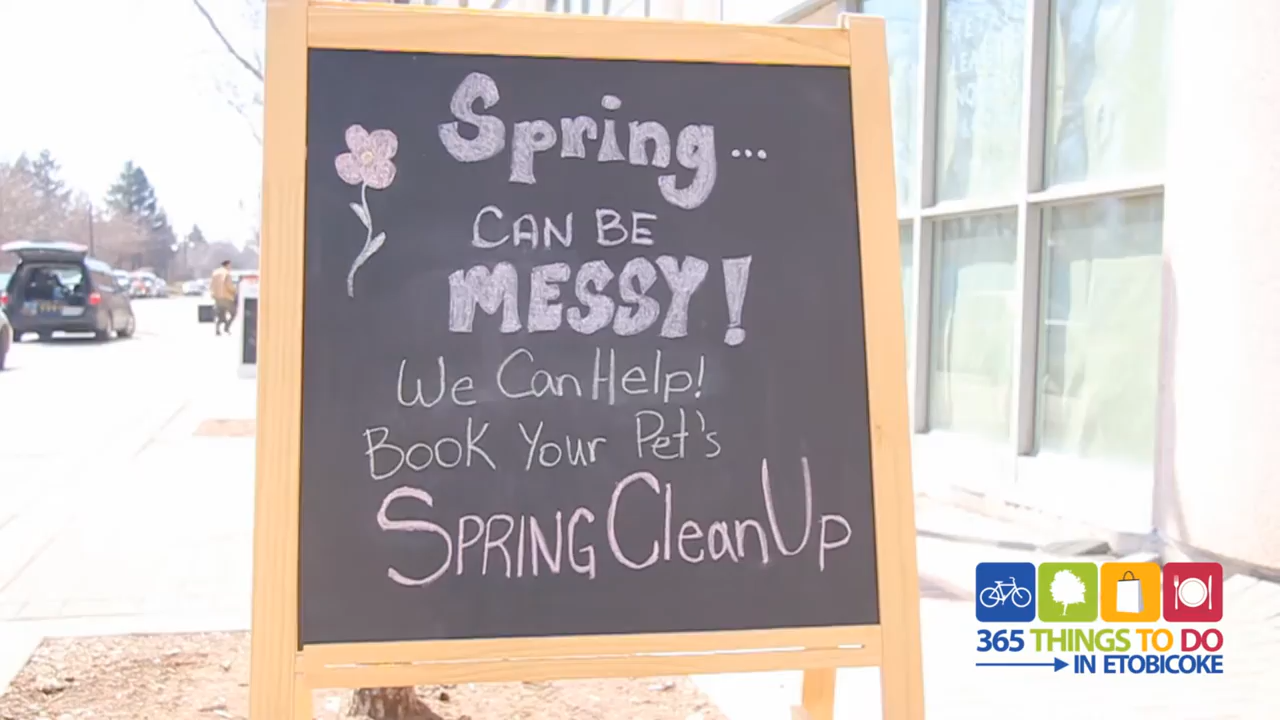 Spring...
CAN BE
MESSY!
We Can Help!
Book Your Pet's
SPRING CleanUp
365 THINGS TO DO
IN ETOBICOKE